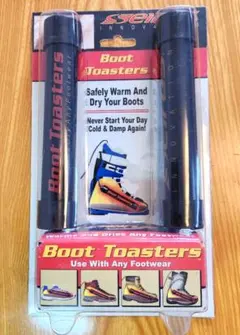 INNOV
Boot
Toasters
Safely Warm and
Dry Your Boots
Never Start Your Day
Cold & Damp Again!
Boot Toasters
Boot Toasters
Use With Any Footwear